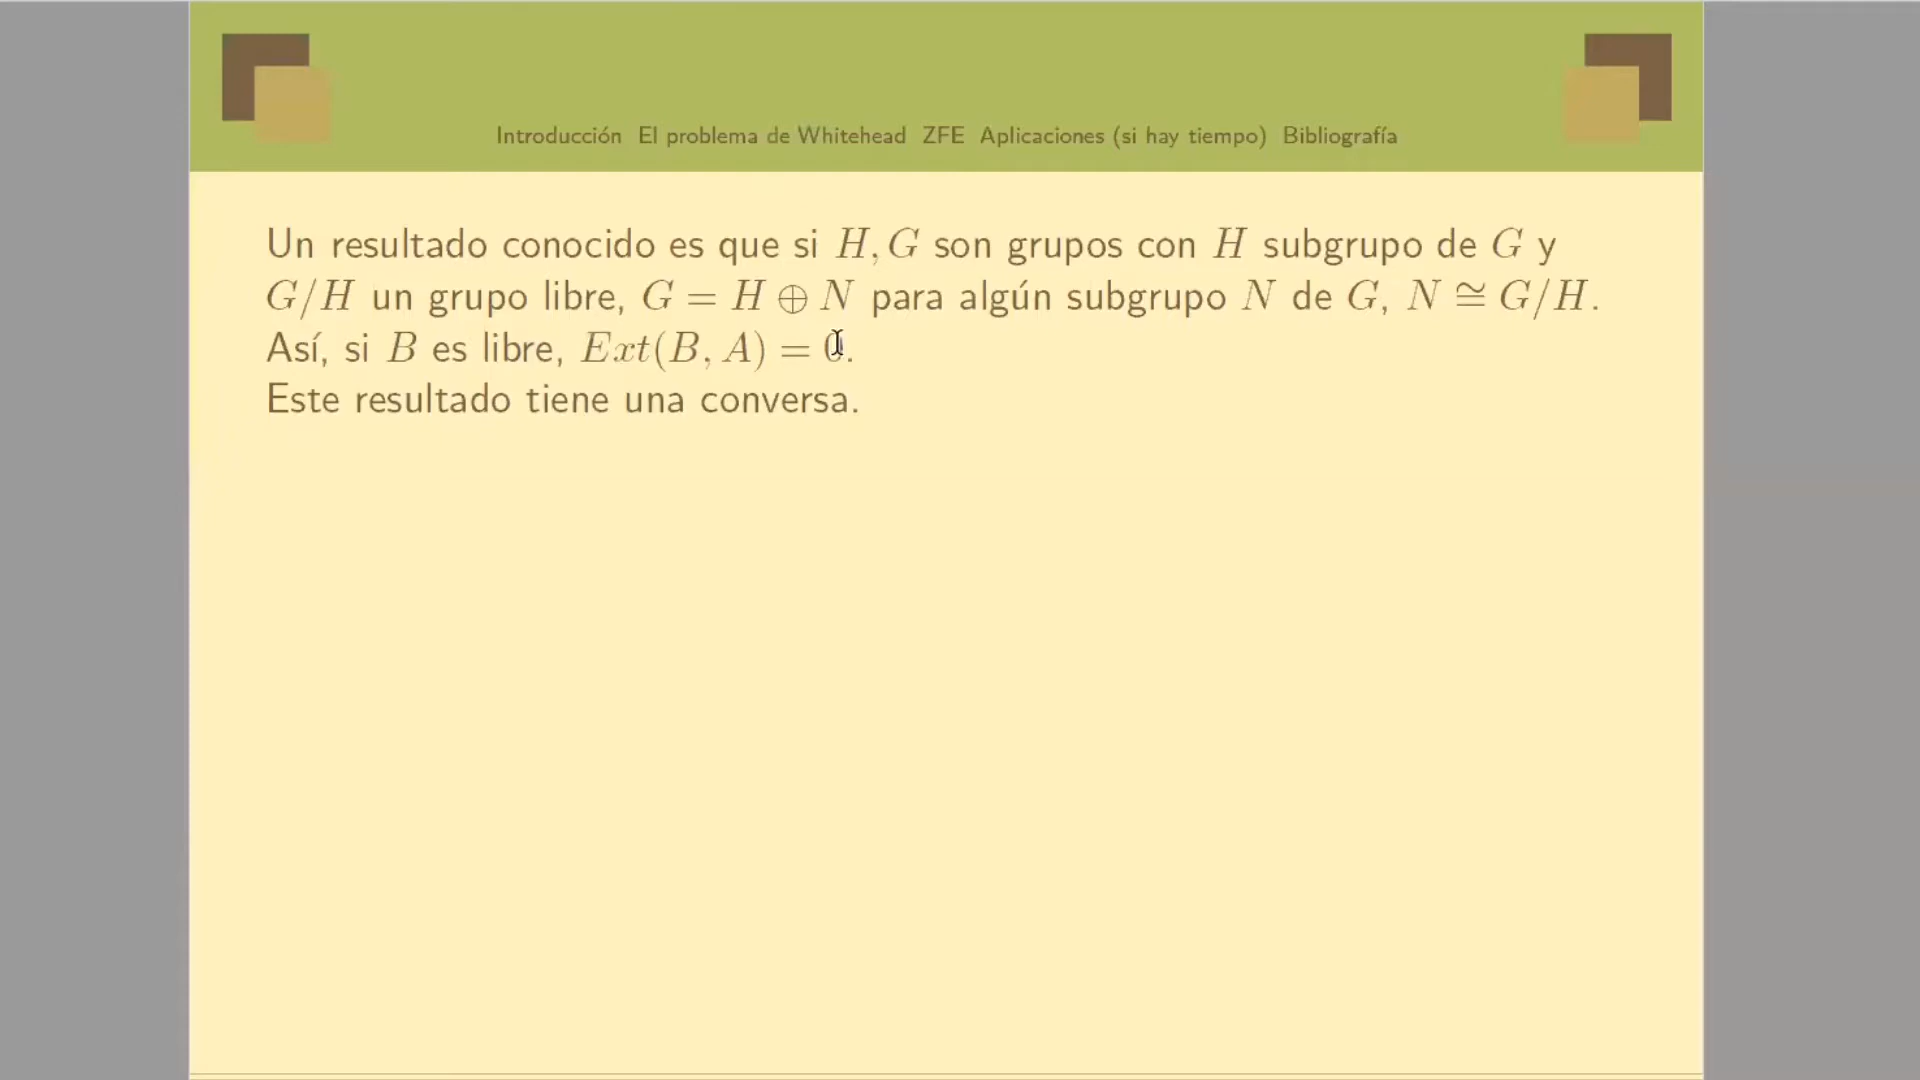 Introducción El problema de Whitehead ZFE Aplicaciones (si hay tiempo) Bibliografía
Un resultado conocido es que si H, G son grupos con H subgrupo de G y
G/H un grupo libre, G = H ⊕ N para algún subgrupo N de G, N ≅ G/H.
Así, si B es libre, Ext(B, A) = 0.
Este resultado tiene una conversa.